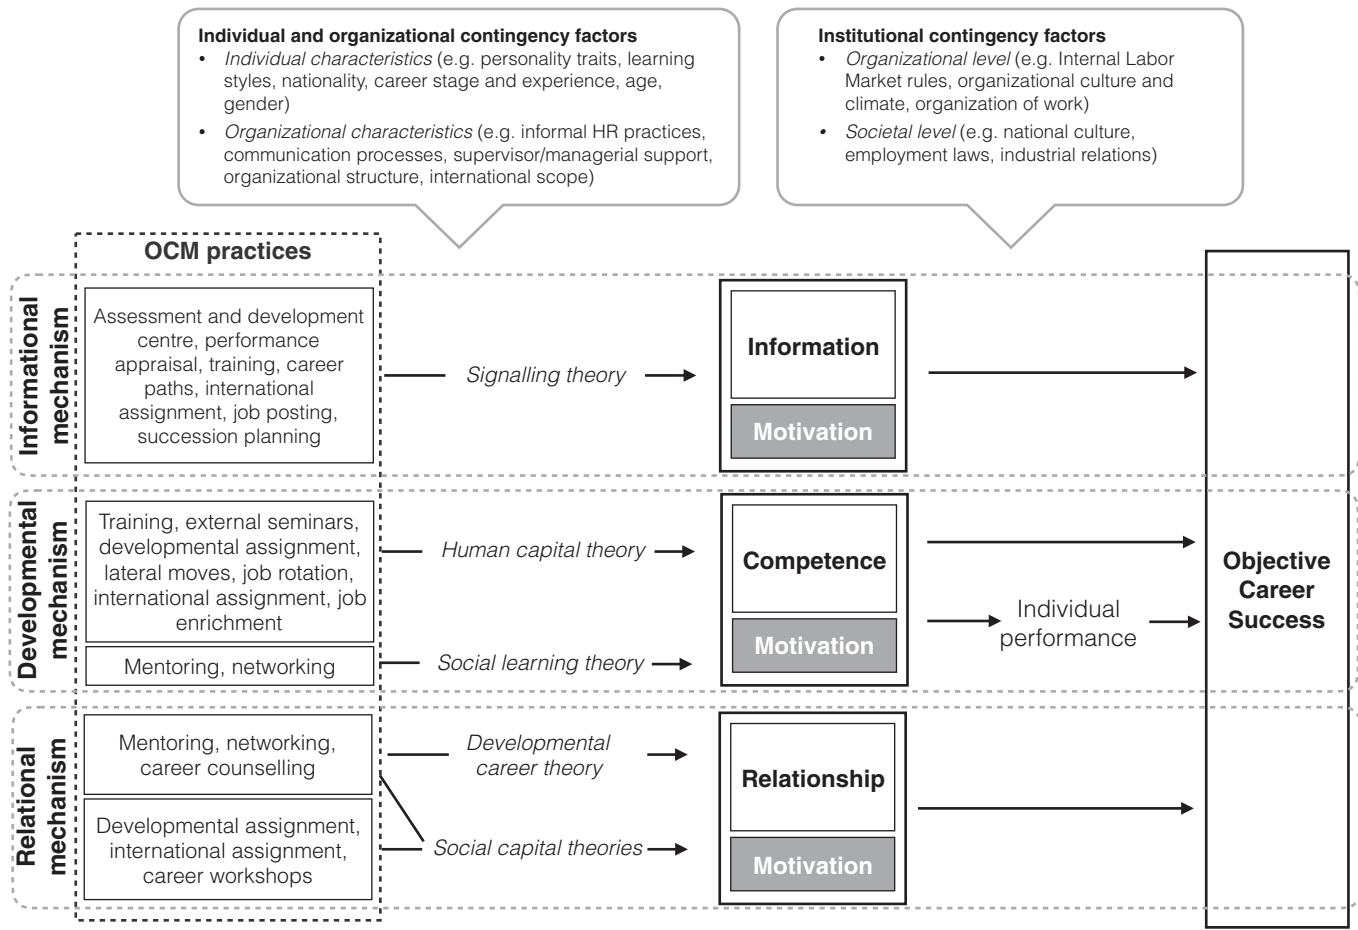 Individual and organizational contingency factors
• Individual characteristics (e.g. personality traits, learning
styles, nationality, career stage and experience, age,
gender)
• Organizational characteristics (e.g. informal HR practices,
communication processes, supervisor/managerial support,
organizational structure, international scope)
Institutional contingency factors
• Organizational level (e.g. Internal Labor
Market rules, organizational culture and
climate, organization of work)
• Societal level (e.g. national culture,
employment laws, industrial relations)
OCM practices
Informational
mechanism
Assessment and development
centre, performance
appraisal, training, career
paths, international
assignment, job posting,
succession planning
Signalling theory
Information
Motivation
Developmental
mechanism
Training, external seminars,
developmental assignment,
lateral moves, job rotation,
international assignment, job
enrichment
Human capital theory
Mentoring, networking
Social learning theory
Competence
Motivation
Individual
performance
Objective
Career
Success
Relational
mechanism
Mentoring, networking,
career counselling
Developmental
career theory
Developmental assignment,
international assignment,
career workshops
Social capital theories
Relationship
Motivation